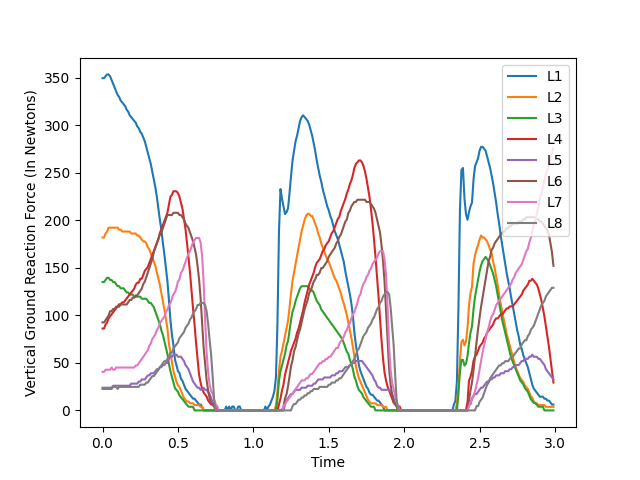 Vertical Ground Reaction Force (In Newtons)
350
300
250
200
150
100
50
0
L1
L2
L3
L4
L5
L6
L7
L8
0.0 0.5 1.0 1.5 2.0 2.5 3.0
Time